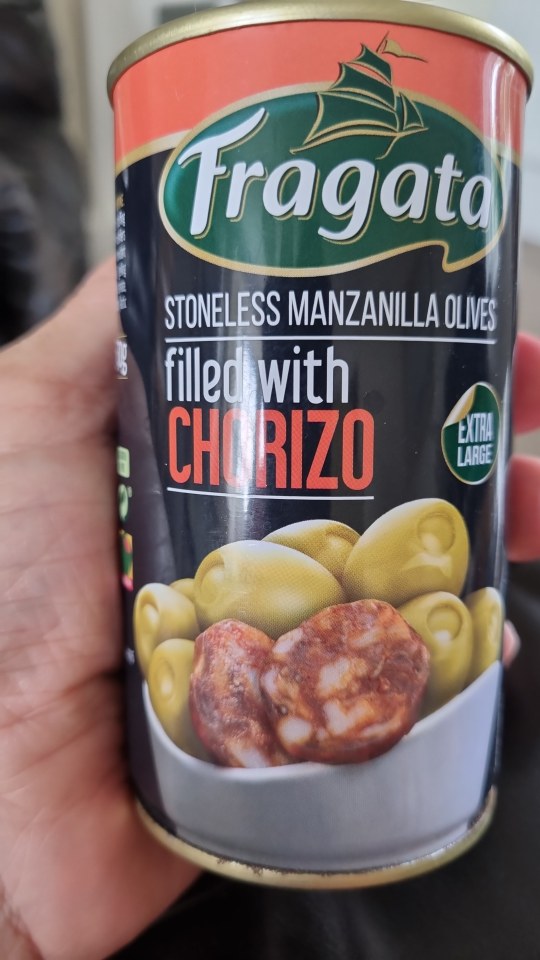 Fragata
STONELESS MANZANILLA OLIVES
filled with
CHORIZO
EXTRA
LARGE